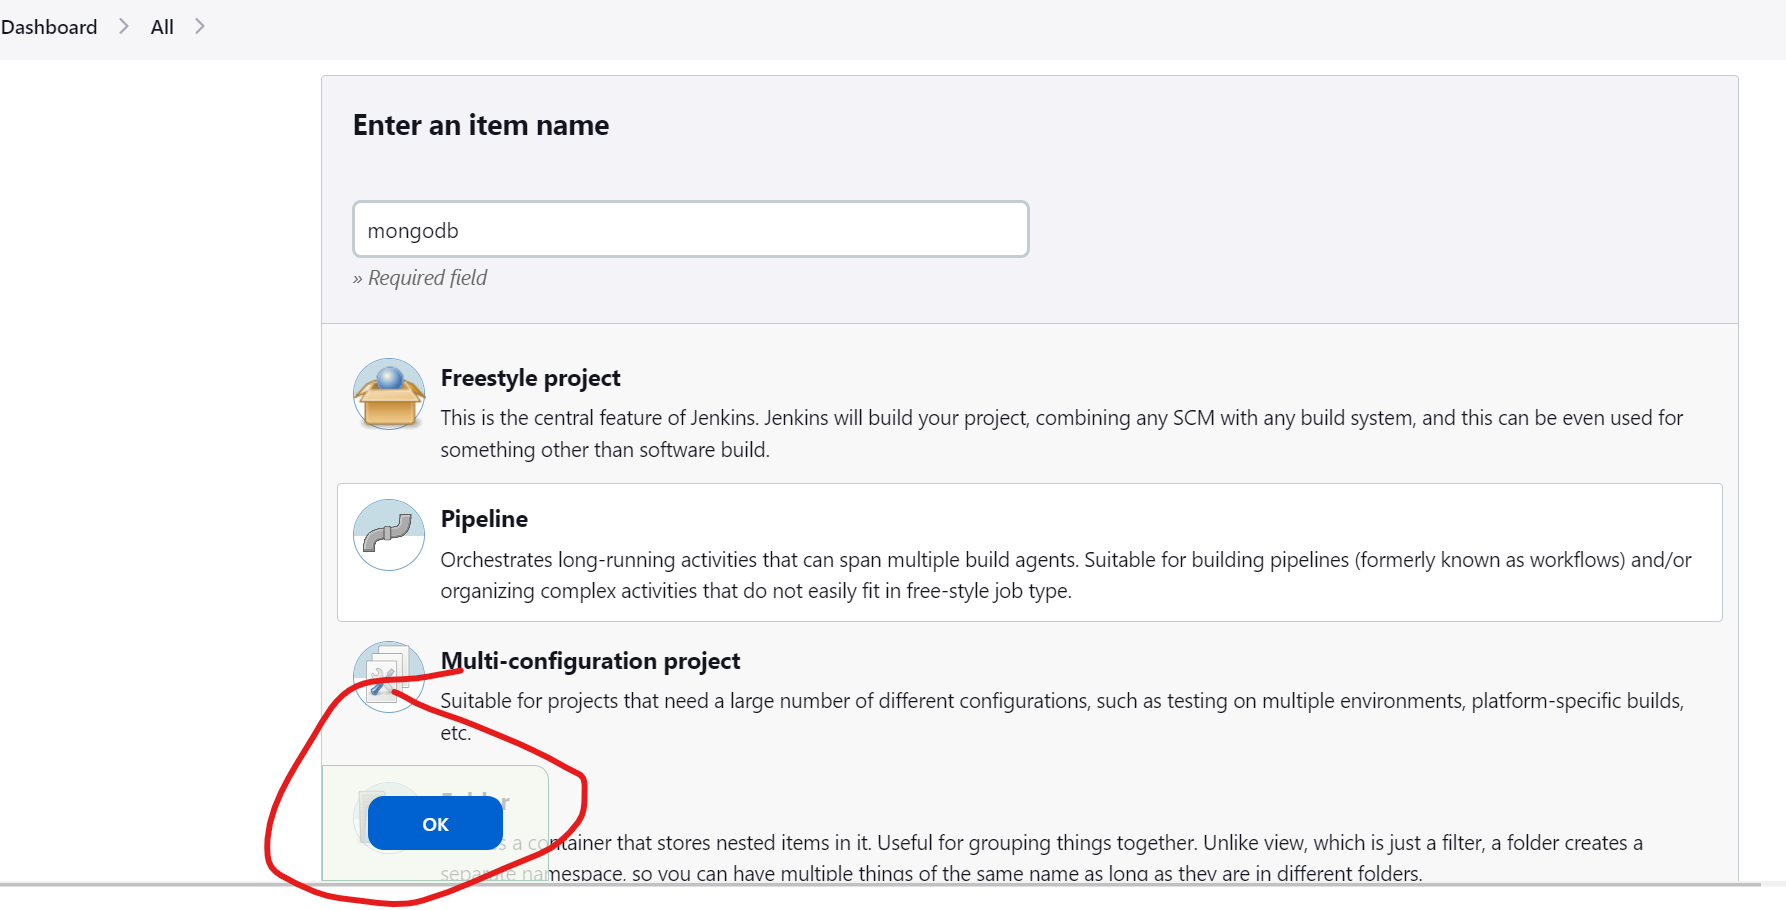 Dashboard > All >
Enter an item name
mongodb
» Required field
Freestyle project
This is the central feature of Jenkins. Jenkins will build your project, combining any SCM with any build system, and this can be even used for
something other than software build.
Pipeline
Orchestrates long-running activities that can span multiple build agents. Suitable for building pipelines (formerly known as workflows) and/or
organizing complex activities that do not easily fit in free-style job type.
Multi-configuration project
Suitable for projects that need a large number of different configurations, such as testing on multiple environments, platform-specific builds,
etc.
OK
a container that stores nested items in it. Useful for grouping things together. Unlike view, which is just a filter, a folder creates a
separate namespace, so you can have multiple things of the same name as long as they are in different folders.